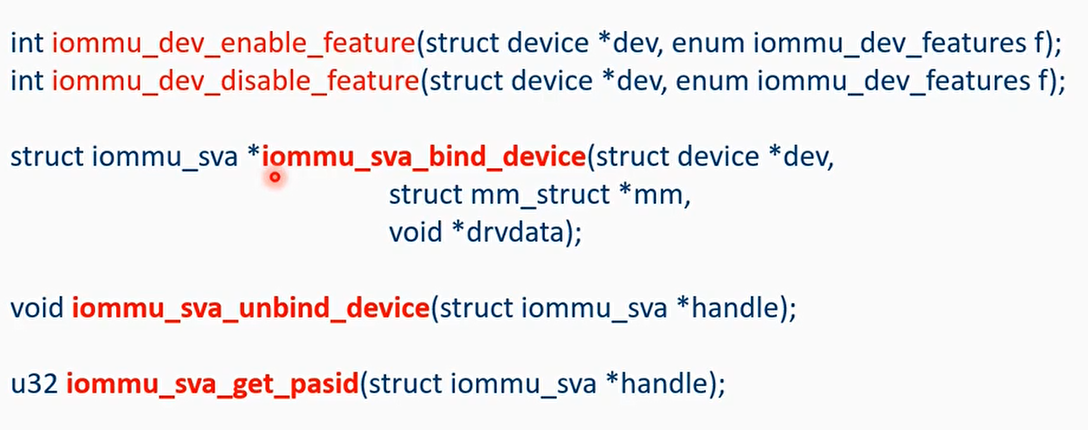 int iommu_dev_enable_feature(struct device *dev, enum iommu_dev_features f);
int iommu_dev_disable_feature(struct device *dev, enum iommu_dev_features f);
struct iommu_sva *iommu_sva_bind_device(struct device *dev,
struct mm_struct *mm,
void *drvdata);
void iommu_sva_unbind_device(struct iommu_sva *handle);
u32 iommu_sva_get_pasid(struct iommu_sva *handle);